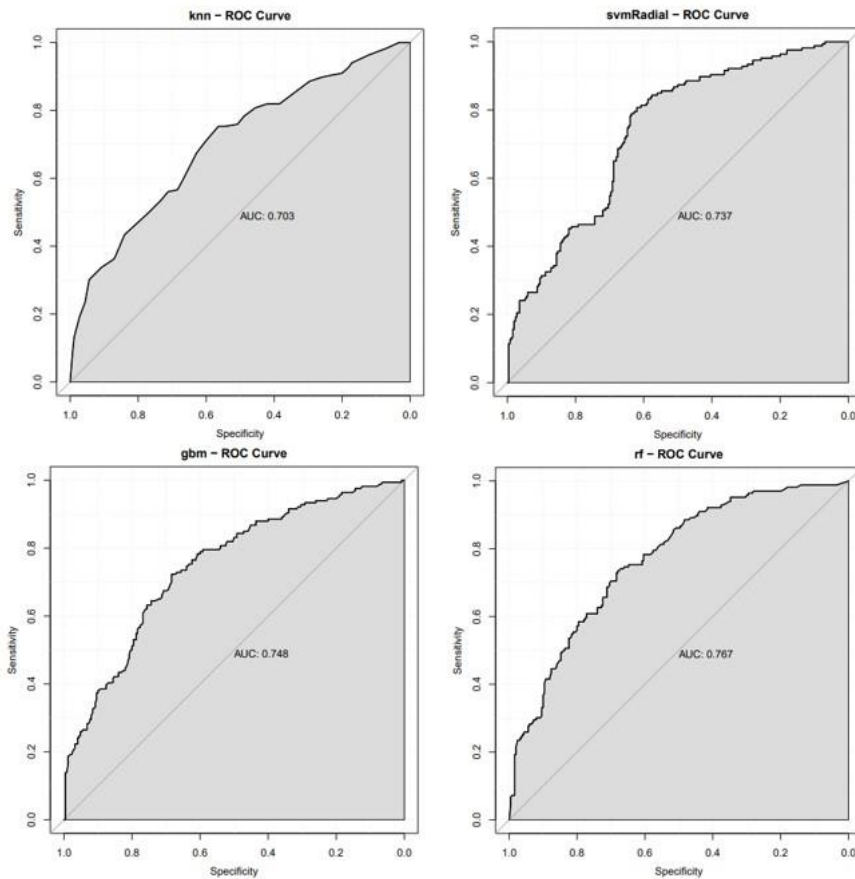 knn − ROC Curve
Sensitivity
1.0
0.8
0.6
0.4
0.2
0.0
AUC: 0.703
1.0 0.8 0.6 0.4 0.2 0.0
Specificity
svmRadial − ROC Curve
Sensitivity
1.0
0.8
0.6
0.4
0.2
0.0
AUC: 0.737
1.0 0.8 0.6 0.4 0.2 0.0
Specificity
gbm − ROC Curve
Sensitivity
1.0
0.8
0.6
0.4
0.2
0.0
AUC: 0.748
1.0 0.8 0.6 0.4 0.2 0.0
Specificity
rf − ROC Curve
Sensitivity
1.0
0.8
0.6
0.4
0.2
0.0
AUC: 0.767
1.0 0.8 0.6 0.4 0.2 0.0
Specificity